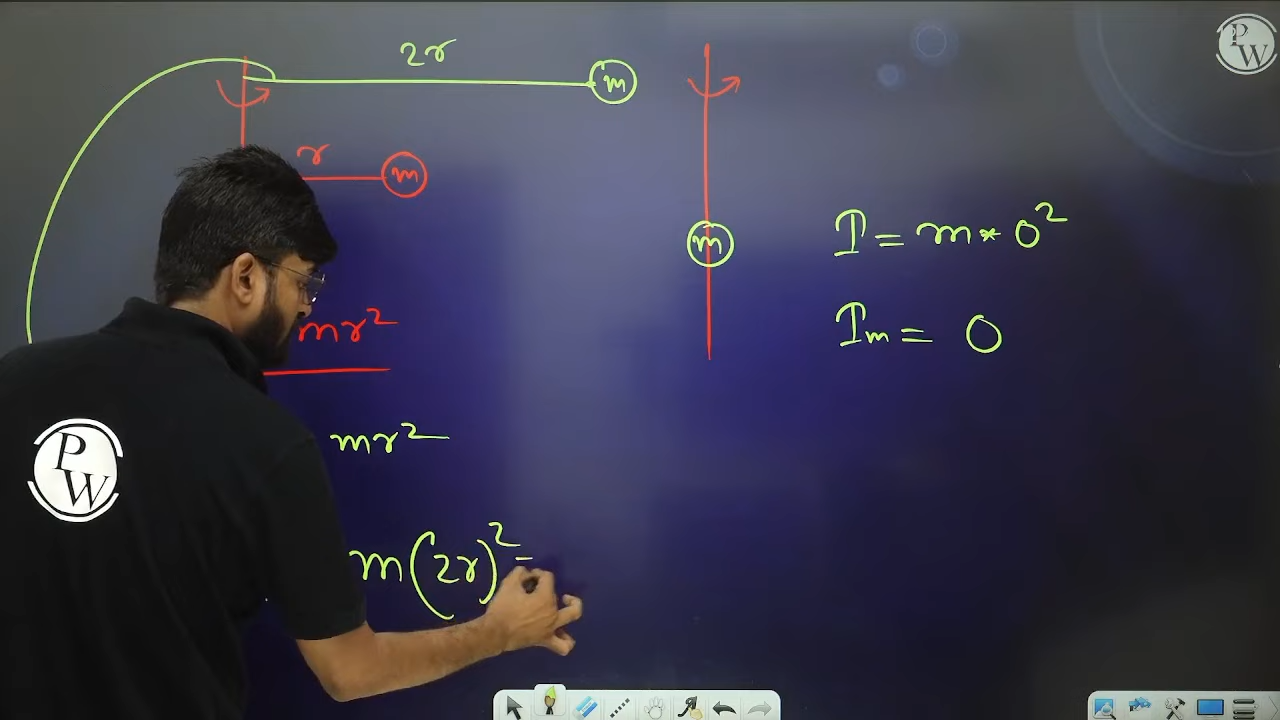 2r
m
r
m
mr²
mr²
m(2r)² =
m
I = m * 0²
Iₘ = 0
PW
PW